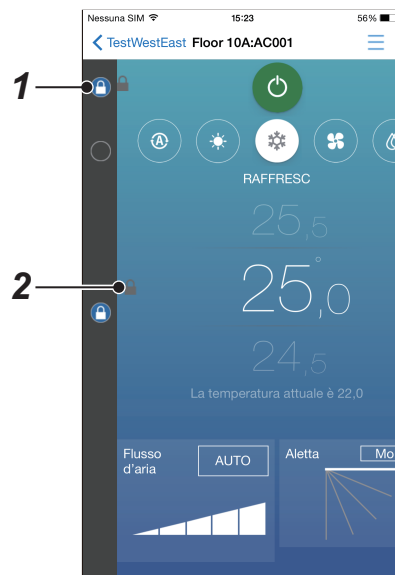 Nessuna SIM 15:23 56%
TestWestEast Floor 10A:AC001
1
A
RAFFRESC
25,5
2
25°,0
24,5
La temperatura attuale è 22,0
Flusso d'aria AUTO Aletta Mo